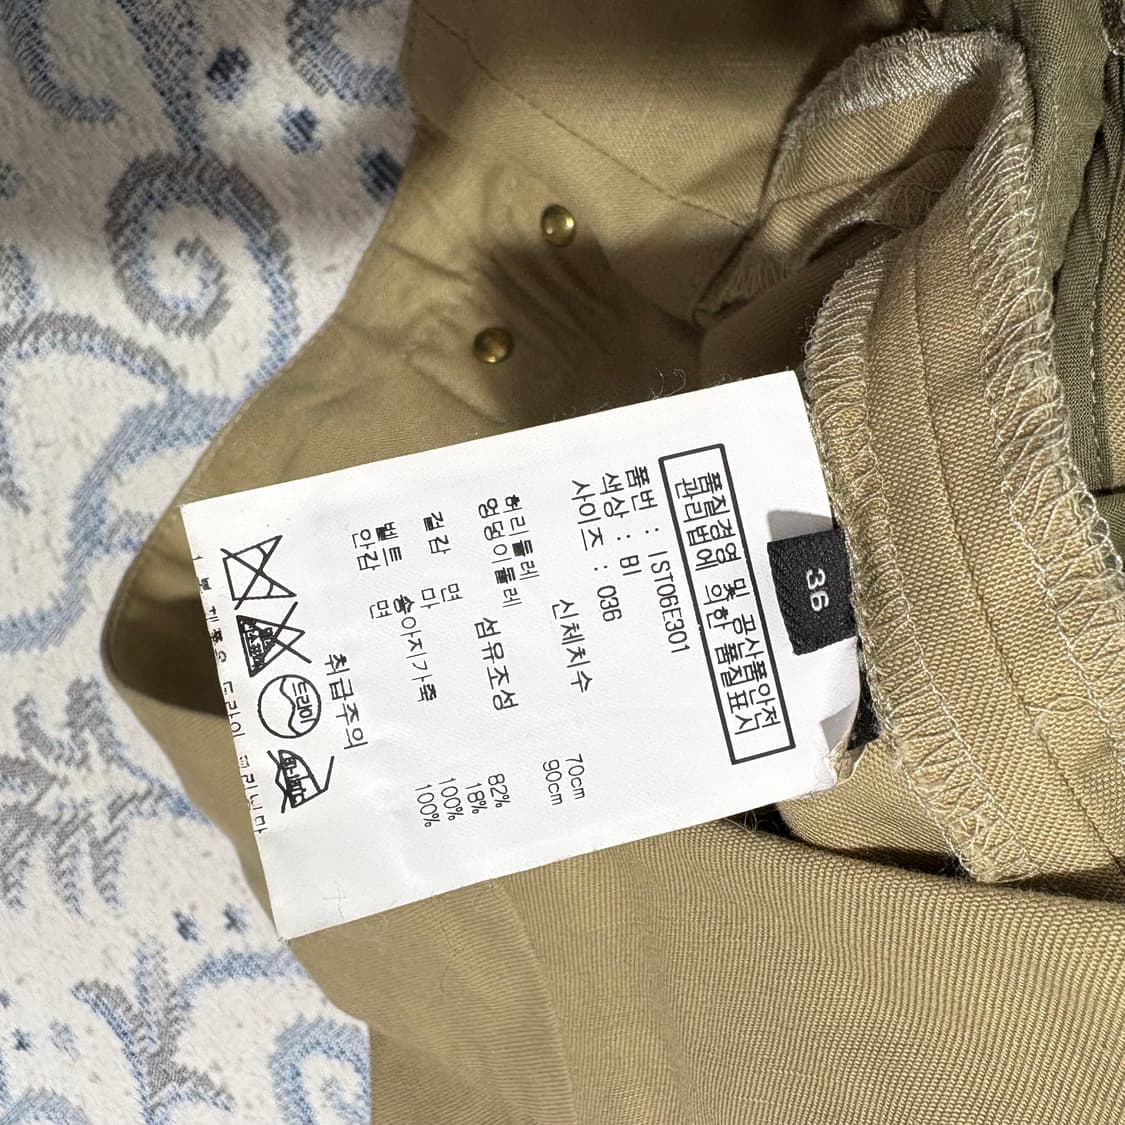 36
품질경영 및 공산품안전
관리법에 의한 품질표시
품번 : IST06E301
색상 : BI
사이즈 : 036
신체치수
허리둘레 70cm
엉덩이둘레 90cm
섬유조성
겉감 면 82%
마 18%
벨트 송아지가죽 100%
안감 면 100%
취급주의
드라이